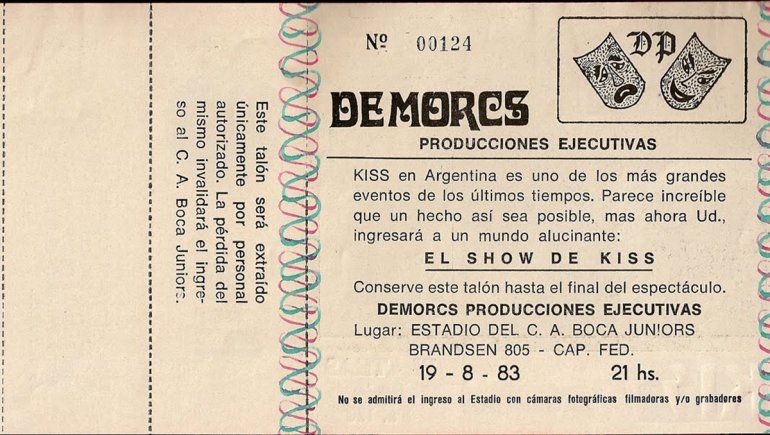 Este talón será extraído
únicamente por personal
autorizado. La pérdida del
mismo invalidará el ingre-
so al C. A. Boca Juniors.
Nº 00124
DP
DEMORCS
PRODUCCIONES EJECUTIVAS
KISS en Argentina es uno de los más grandes
eventos de los últimos tiempos. Parece increíble
que un hecho así sea posible, mas ahora Ud.,
ingresará a un mundo alucinante:
EL SHOW DE KISS
Conserve este talón hasta el final del espectáculo.
DEMORCS PRODUCCIONES EJECUTIVAS
Lugar: ESTADIO DEL C. A. BOCA JUNIORS
BRANDSEN 805 - CAP. FED.
19 - 8 - 83 21 hs.
No se admitirá el ingreso al Estadio con cámaras fotográficas filmadoras y/o grabadores